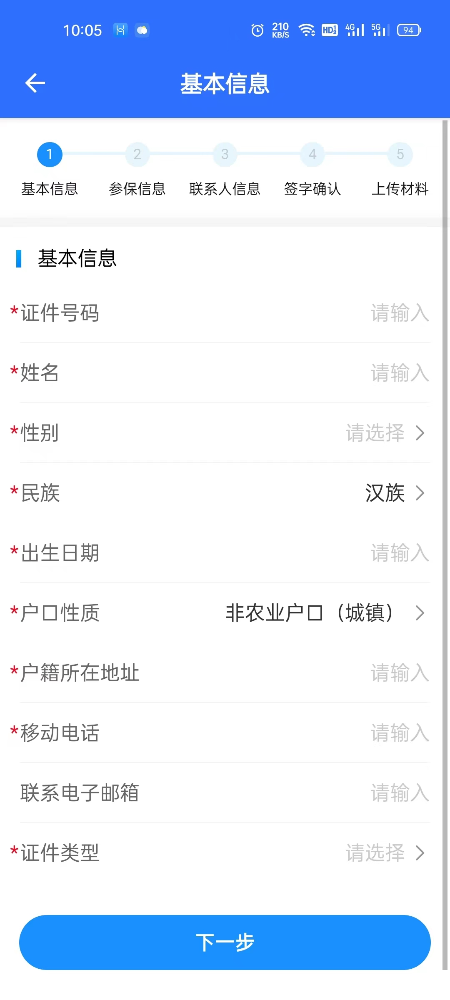 10:05 210 KB/S HD 1 2 4G 5G 94
基本信息
1 2 3 4 5
基本信息 参保信息 联系人信息 签字确认 上传材料
基本信息
*证件号码 请输入
*姓名 请输入
*性别 请选择
*民族 汉族
*出生日期 请输入
*户口性质 非农业户口（城镇）
*户籍所在地址 请输入
*移动电话 请输入
联系电子邮箱 请输入
*证件类型 请选择
下一步